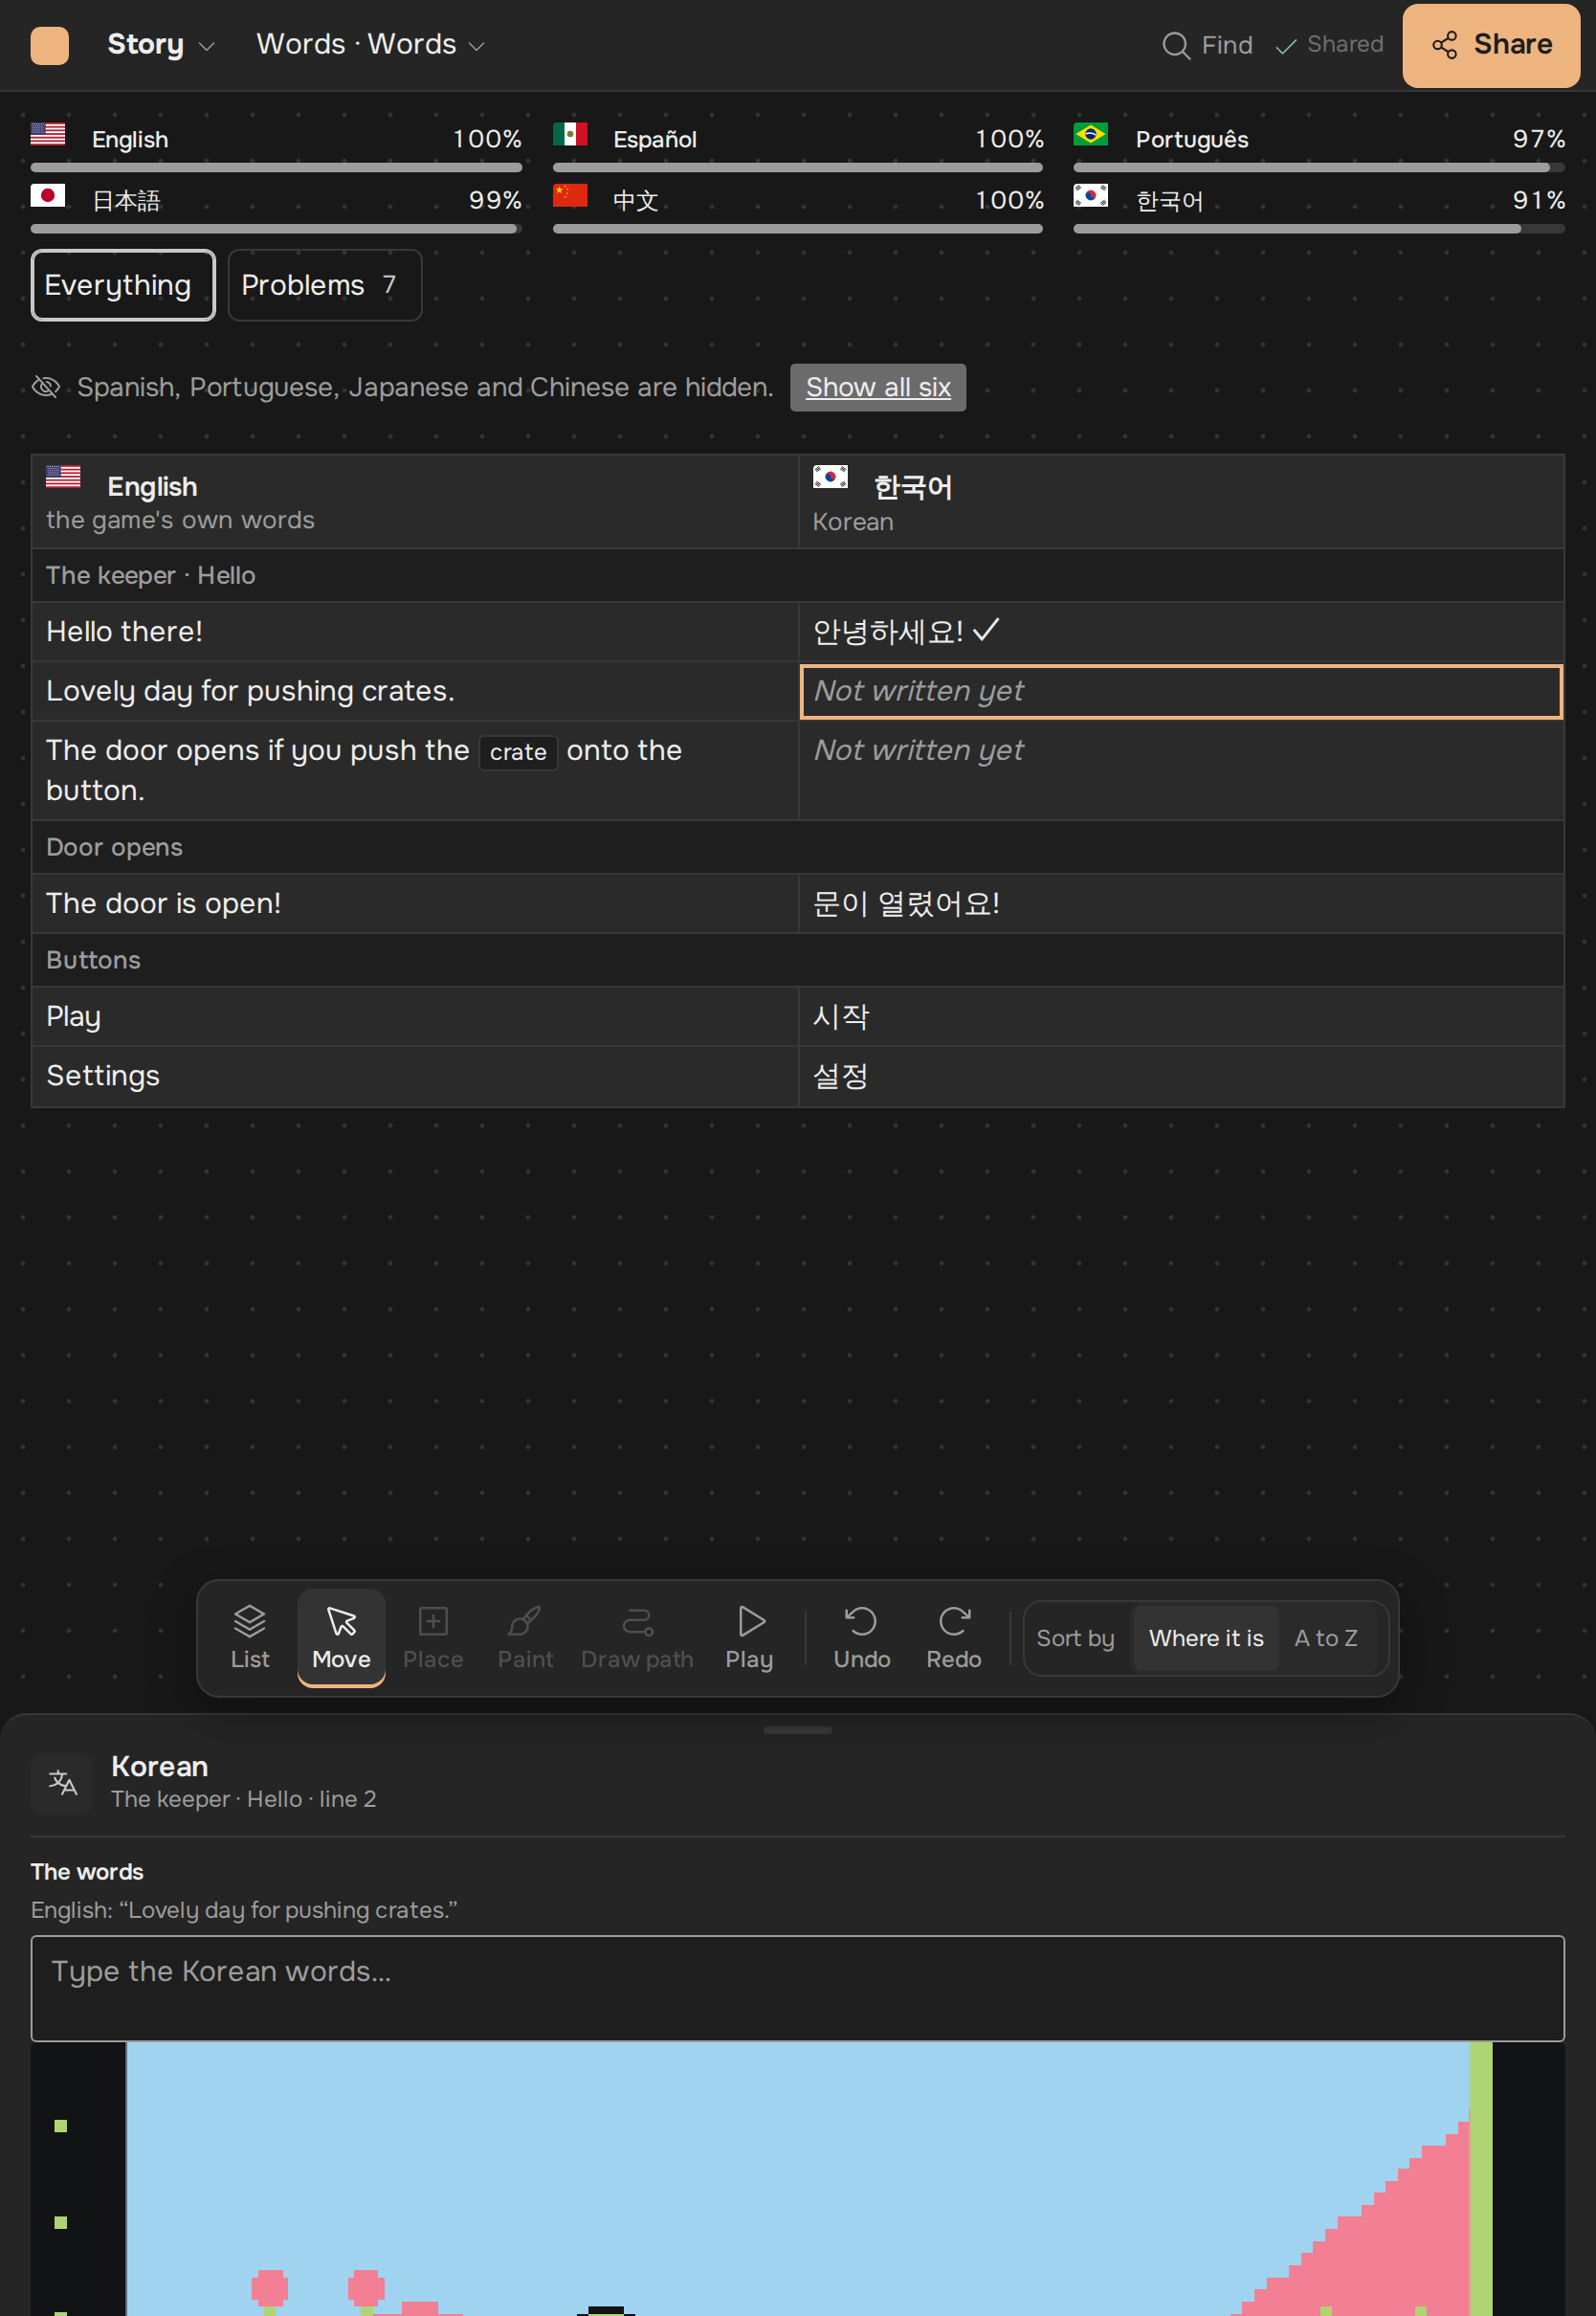 Story
Words · Words
Find
Shared
Share
English 100%
Español 100%
Português 97%
日本語 99%
中文 100%
한국어 91%
Everything
Problems 7
Spanish, Portuguese, Japanese and Chinese are hidden. Show all six
English
the game's own words
한국어
Korean
The keeper · Hello
Hello there!
안녕하세요!
Lovely day for pushing crates.
Not written yet
The door opens if you push the crate onto the
button.
Not written yet
Door opens
The door is open!
문이 열렸어요!
Buttons
Play
시작
Settings
설정
List
Move
Place
Paint
Draw path
Play
Undo
Redo
Sort by
Where it is
A to Z
Korean
The keeper · Hello · line 2
The words
English: “Lovely day for pushing crates.”
Type the Korean words...